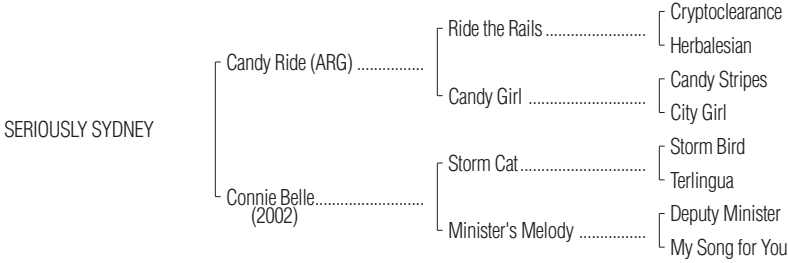 Cryptoclearance
Ride the Rails ........................
Herbalesian
Candy Ride (ARG) ................
Candy Stripes
Candy Girl ............................
City Girl
SERIOUSLY SYDNEY
Storm Bird
Storm Cat..............................
Terlingua
Connie Belle..........................
(2002)
Deputy Minister
Minister's Melody ................
My Song for You